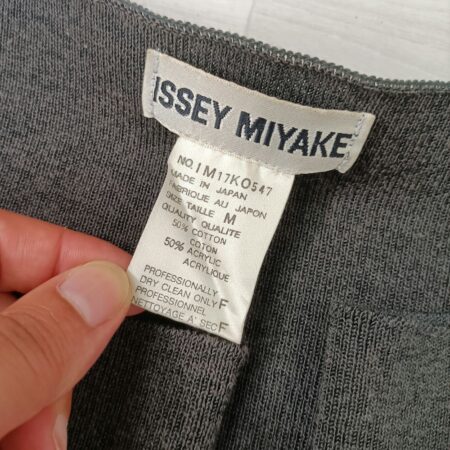 ISSEY MIYAKE
NO. IM17KO547
MADE IN JAPAN
FABRIQUE AU JAPON
SIZE TAILLE M
QUALITY QUALITE
50% COTTON
COTON
50% ACRYLIC
ACRYLIQUE
PROFESSIONALLY
DRY CLEAN ONLY F
PROFESSIONNEL
NETTOYAGE A' SEC F